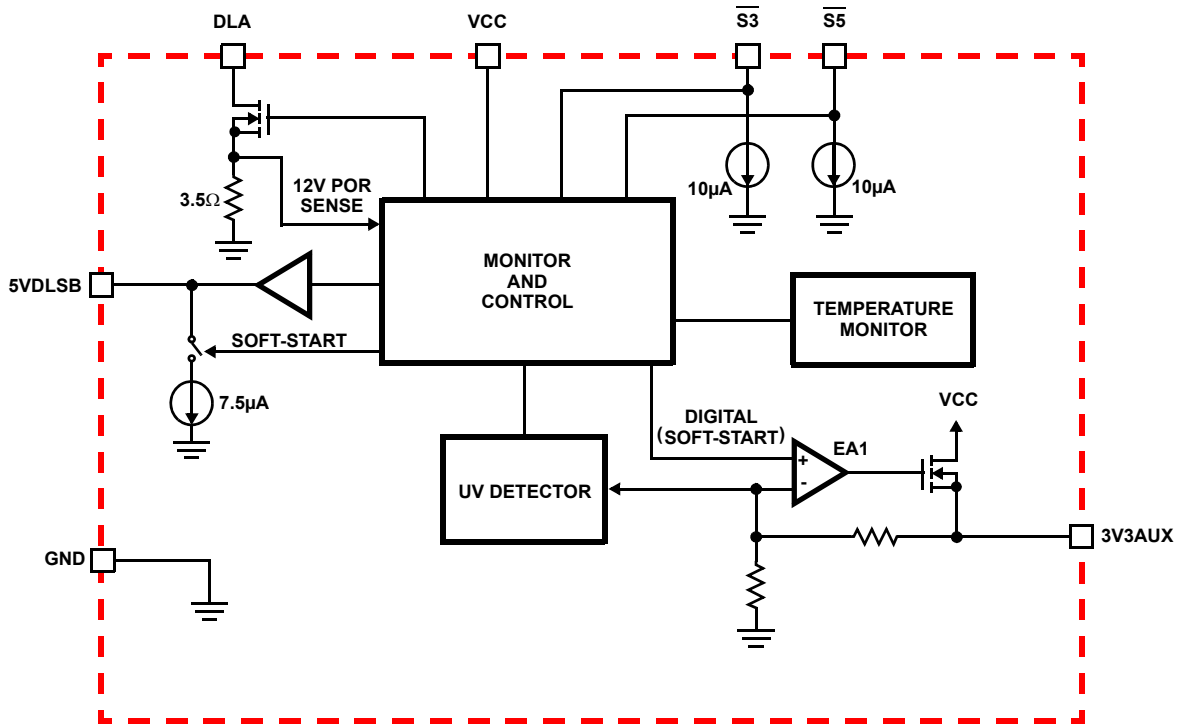 DLA
VCC
S3
S5
12V POR
SENSE
3.5Ω
10µA
10µA
5VDLSB
MONITOR
AND
CONTROL
TEMPERATURE
MONITOR
SOFT-START
7.5µA
DIGITAL
(SOFT-START)
VCC
EA1
+
-
UV DETECTOR
GND
3V3AUX